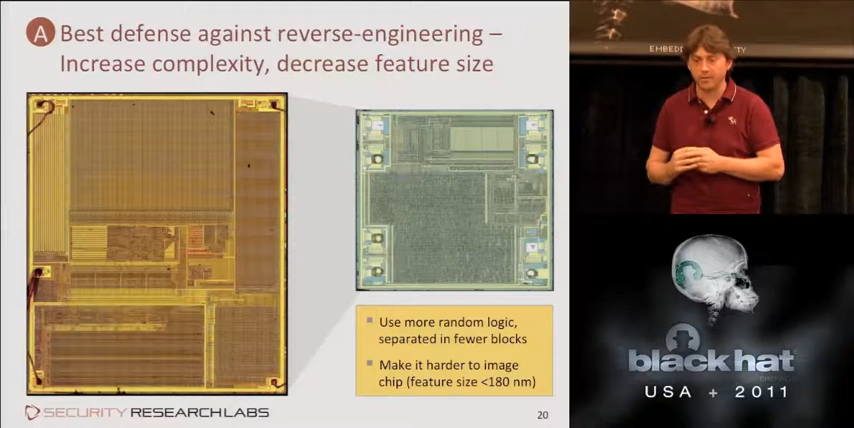 A Best defense against reverse-engineering –
Increase complexity, decrease feature size
Use more random logic,
separated in fewer blocks
Make it harder to image
chip (feature size <180 nm)
SECURITY RESEARCH LABS
20
black hat
USA + 2011